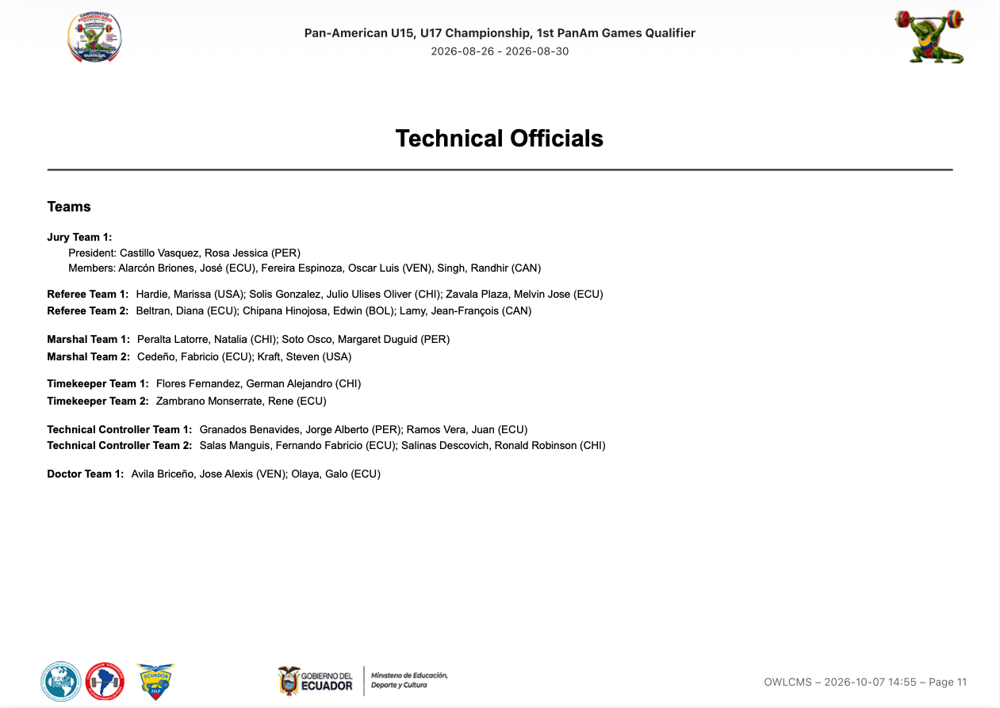 CAMPEONATOS
PANAMERICANOS
GUAYAQUIL
Pan-American U15, U17 Championship, 1st PanAm Games Qualifier
2026-08-26 - 2026-08-30
Technical Officials
Teams
Jury Team 1:
President: Castillo Vasquez, Rosa Jessica (PER)
Members: Alarcón Briones, José (ECU), Fereira Espinoza, Oscar Luis (VEN), Singh, Randhir (CAN)
Referee Team 1: Hardie, Marissa (USA); Solis Gonzalez, Julio Ulises Oliver (CHI); Zavala Plaza, Melvin Jose (ECU)
Referee Team 2: Beltran, Diana (ECU); Chipana Hinojosa, Edwin (BOL); Lamy, Jean-François (CAN)
Marshal Team 1: Peralta Latorre, Natalia (CHI); Soto Osco, Margaret Duguid (PER)
Marshal Team 2: Cedeño, Fabricio (ECU); Kraft, Steven (USA)
Timekeeper Team 1: Flores Fernandez, German Alejandro (CHI)
Timekeeper Team 2: Zambrano Monserrate, Rene (ECU)
Technical Controller Team 1: Granados Benavides, Jorge Alberto (PER); Ramos Vera, Juan (ECU)
Technical Controller Team 2: Salas Manguis, Fernando Fabricio (ECU); Salinas Descovich, Ronald Robinson (CHI)
Doctor Team 1: Avila Briceño, Jose Alexis (VEN); Olaya, Galo (ECU)
ECUADOR
GOBIERNO DEL
ECUADOR
Ministerio de Educación,
Deporte y Cultura
OWLCMS – 2026-10-07 14:55 – Page 11